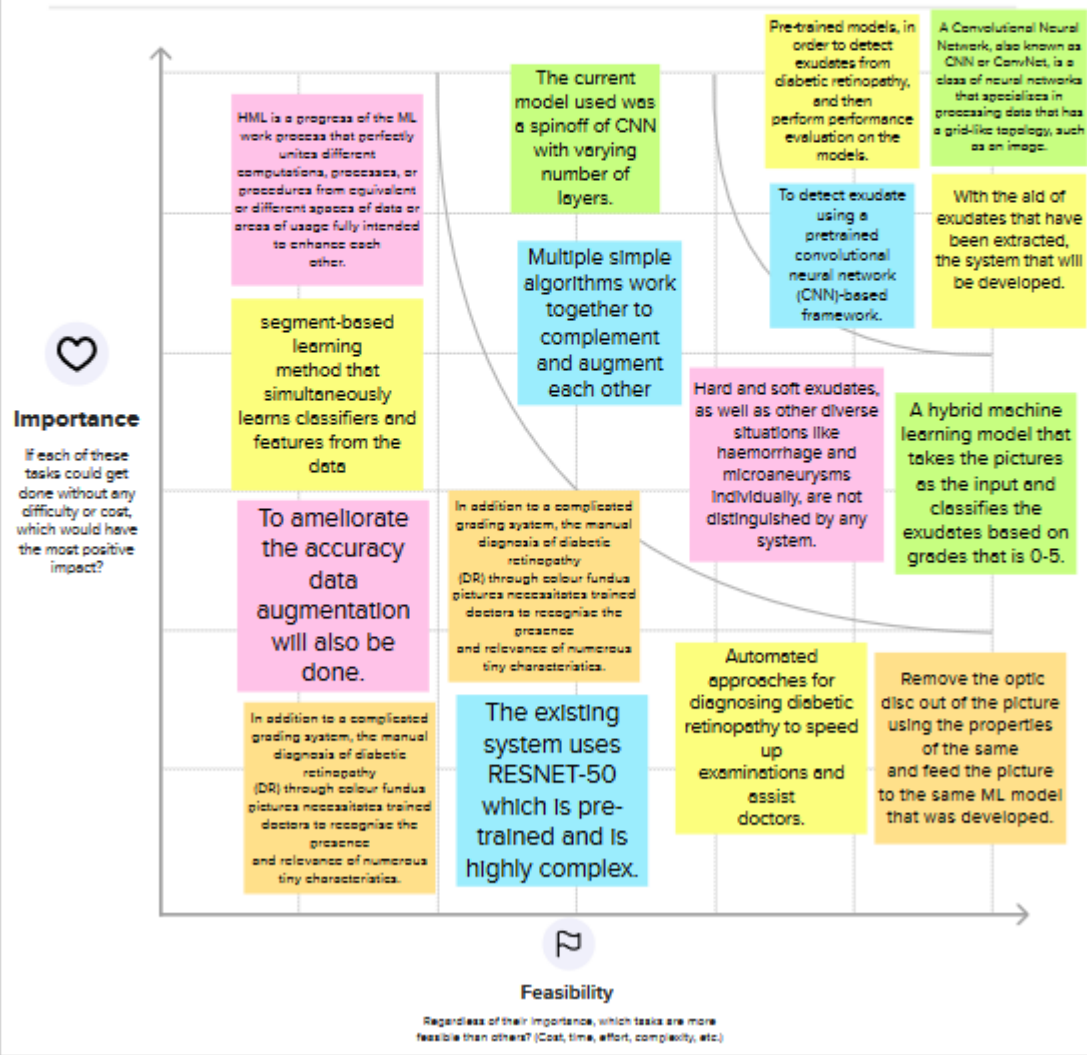 Pre-trained models, in
order to detect
exudates from
diabetic retinopathy,
and then
perform performance
evaluation on the
models.
A Convolutional Neural
Network, also known as
CNN or ConvNet, is a
class of neural networks
that specialises in
processing data that has
a grid-like topology, such
as an image.
The current
model used was
a spinoff of CNN
with varying
number of
layers.
HML is a progress of the ML
work process that perfectly
unites different
computations, processes, or
procedures from equivalent
or different spaces of data or
areas of usage fully intended
to enhance each
other.
To detect exudate
using a
pretrained
convolutional
neural network
(CNN)-based
framework.
With the aid of
exudates that have
been extracted,
the system that will
be developed.
Multiple simple
algorithms work
together to
complement
and augment
each other
segment-based
learning
method that
simultaneously
learns classifiers and
features from the
data
Hard and soft exudates,
as well as other diverse
situations like
haemorrhage and
microaneurysms
individually, are not
distinguished by any
system.
A hybrid machine
learning model that
takes the pictures
as the input and
classifies the
exudates based on
grades that is 0-5.
Importance
If each of these
tasks could get
done without any
difficulty or cost,
which would have
the most positive
impact?
To ameliorate
the accuracy
data
augmentation
will also be
done.
In addition to a complicated
grading system, the manual
diagnosis of diabetic
retinopathy
(DR) through colour fundus
pictures necessitates trained
doctors to recognise the
presence
and relevance of numerous
tiny characteristics.
Automated
approaches for
diagnosing diabetic
retinopathy to speed
up
examinations and
assist
doctors.
Remove the optic
disc out of the picture
using the properties
of the same
and feed the picture
to the same ML model
that was developed.
In addition to a complicated
grading system, the manual
diagnosis of diabetic
retinopathy
(DR) through colour fundus
pictures necessitates trained
doctors to recognise the
presence
and relevance of numerous
tiny characteristics.
The existing
system uses
RESNET-50
which is pre-
trained and is
highly complex.
Feasibility
Regardless of their importance, which tasks are more
feasible than others? (Cost, time, effort, complexity, etc.)